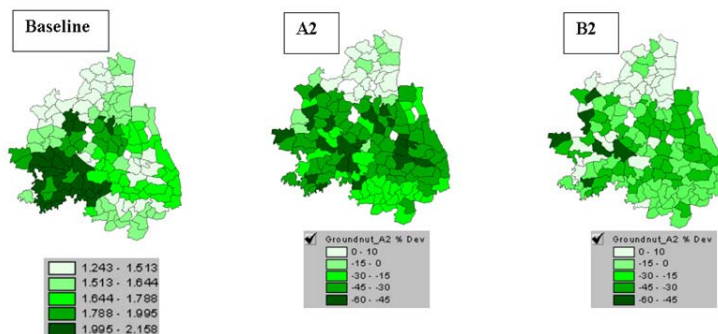 Baseline
A2
B2
1.243 - 1.513
1.513 - 1.644
1.644 - 1.788
1.788 - 1.995
1.995 - 2.158
Groundnut_A2 % Dev
0 - 10
-15 - 0
-30 - -15
-45 - -30
-60 - -45
Groundnut_A2 % Dev
0 - 10
-15 - 0
-30 - -15
-45 - -30
-60 - -45